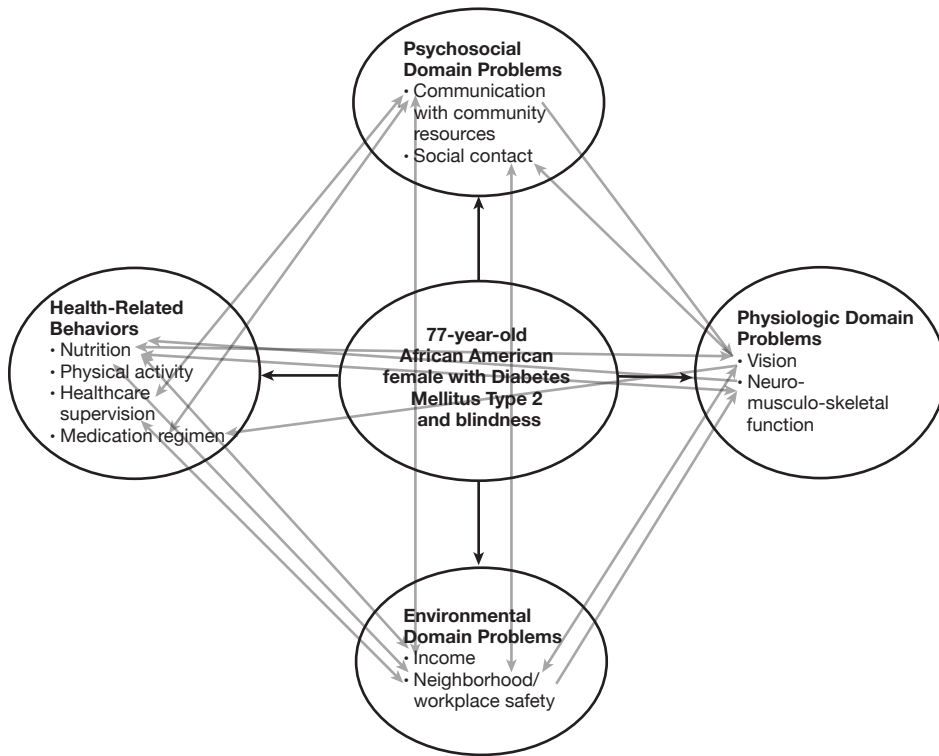 Psychosocial
Domain Problems
• Communication
with community
resources
• Social contact
Health-Related
Behaviors
• Nutrition
• Physical activity
• Healthcare
supervision
• Medication regimen
77-year-old
African American
female with Diabetes
Mellitus Type 2
and blindness
Physiologic Domain
Problems
• Vision
• Neuro-
musculo-skeletal
function
Environmental
Domain Problems
• Income
• Neighborhood/
workplace safety